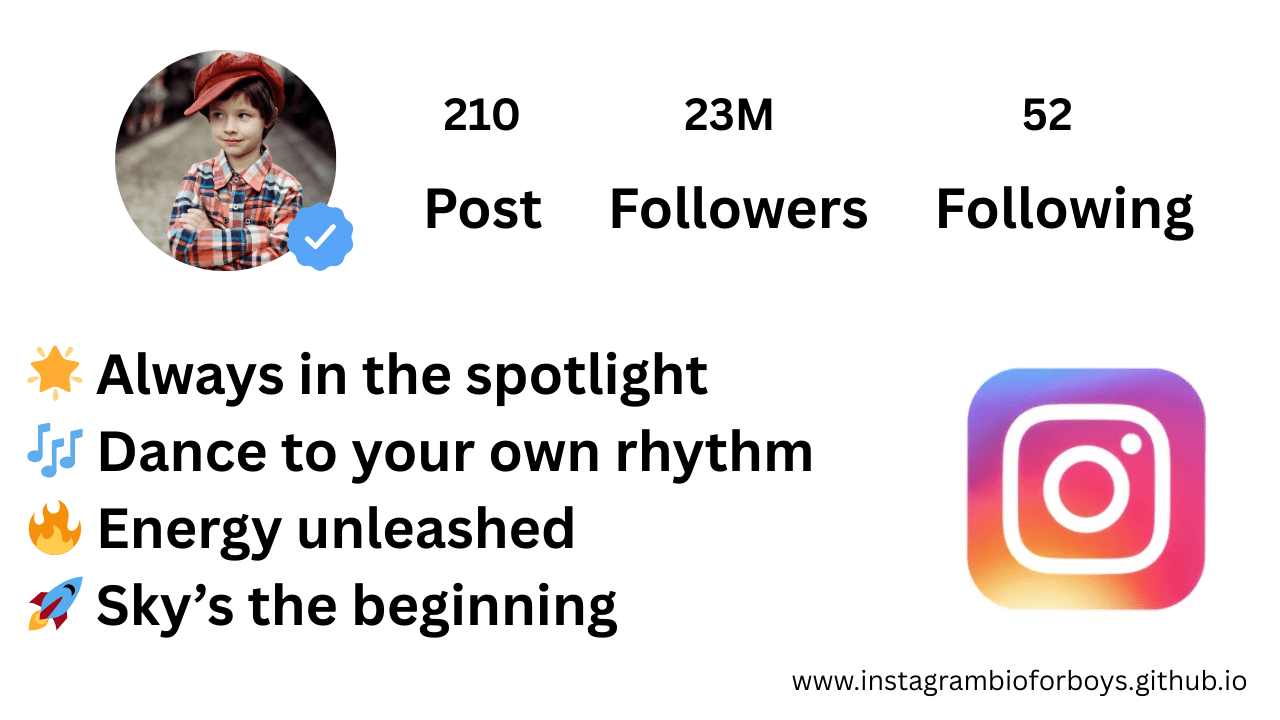 210 23M 52
Post Followers Following
Always in the spotlight
Dance to your own rhythm
Energy unleashed
Sky’s the beginning
www.instagrambioforboys.github.io